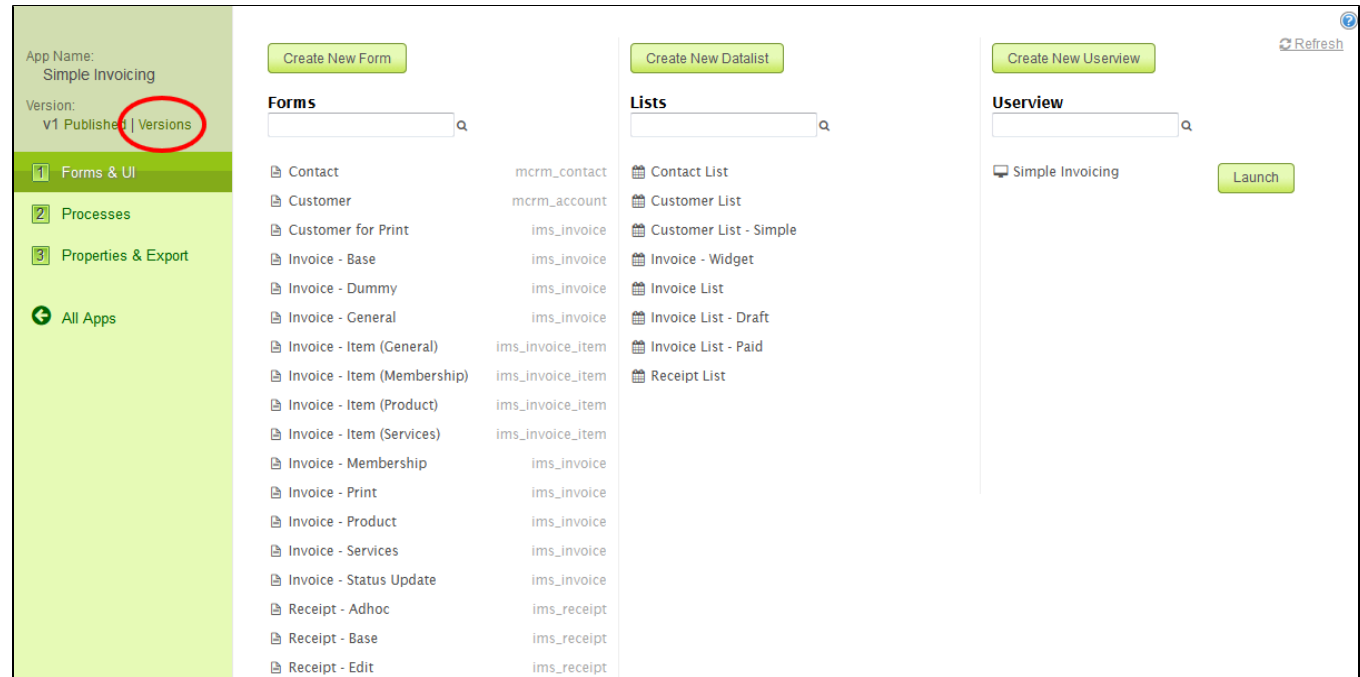 App Name:
Simple Invoicing
Version:
v1 Published | Versions
1 Forms & UI
2 Processes
3 Properties & Export
All Apps
Create New Form
Forms
Contact mcrm_contact
Customer mcrm_account
Customer for Print ims_invoice
Invoice - Base ims_invoice
Invoice - Dummy ims_invoice
Invoice - General ims_invoice
Invoice - Item (General) ims_invoice_item
Invoice - Item (Membership) ims_invoice_item
Invoice - Item (Product) ims_invoice_item
Invoice - Item (Services) ims_invoice_item
Invoice - Membership ims_invoice
Invoice - Print ims_invoice
Invoice - Product ims_invoice
Invoice - Services ims_invoice
Invoice - Status Update ims_invoice
Receipt - Adhoc ims_receipt
Receipt - Base ims_receipt
Receipt - Edit ims_receipt
Create New Datalist
Lists
Contact List
Customer List
Customer List - Simple
Invoice - Widget
Invoice List
Invoice List - Draft
Invoice List - Paid
Receipt List
?
Refresh
Create New Userview
Userview
Simple Invoicing
Launch